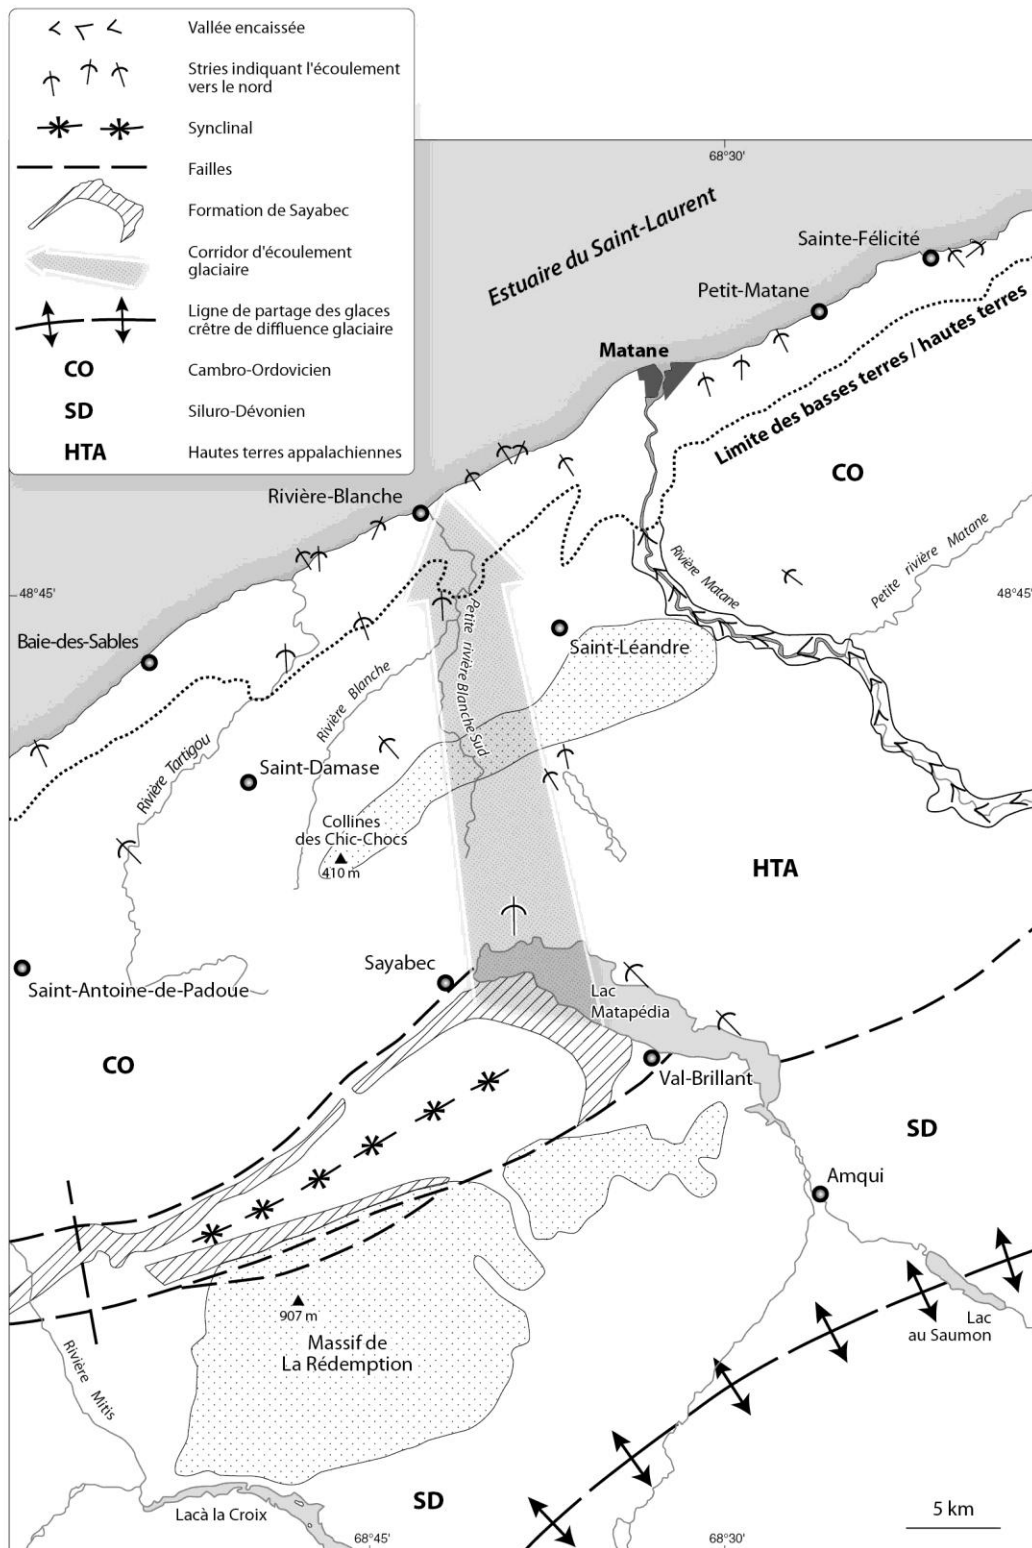 Vallée encaissée
Stries indiquant l'écoulement
vers le nord
Synclinal
Failles
Formation de Sayabec
Corridor d'écoulement
glaciaire
Ligne de partage des glaces
crêtre de diffluence glaciaire
CO Cambro-Ordovicien
SD Siluro-Dévonien
HTA Hautes terres appalachiennes
68°30'
Estuaire du Saint-Laurent
Sainte-Félicité
Petit-Matane
Matane
Limite des basses terres / hautes terres
CO
Rivière-Blanche
Rivière Matane
Petite rivière Matane
48°45'
48°45'
Baie-des-Sables
Saint-Léandre
Petite rivière Blanche Sud
Rivière Blanche
Rivière Tartigou
Saint-Damase
Collines
des Chic-Chocs
410 m
HTA
Sayabec
Saint-Antoine-de-Padoue
Lac
Matapédia
CO
Val-Brillant
SD
Amqui
907 m
Massif de
La Rédemption
Lac
au Saumon
Rivière Mitis
SD
Lacà la Croix
5 km
68°45'
68°30'